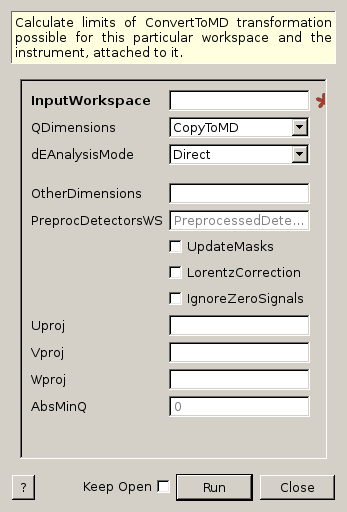 Calculate limits of ConvertToMD transformation
possible for this particular workspace and the
instrument, attached to it.
InputWorkspace
QDimensions CopyToMD
dEAnalysisMode Direct
OtherDimensions
PreprocDetectorsWS PreprocessedDete...
UpdateMasks
LorentzCorrection
IgnoreZeroSignals
Uproj
Vproj
Wproj
AbsMinQ 0
? Keep Open Run Close